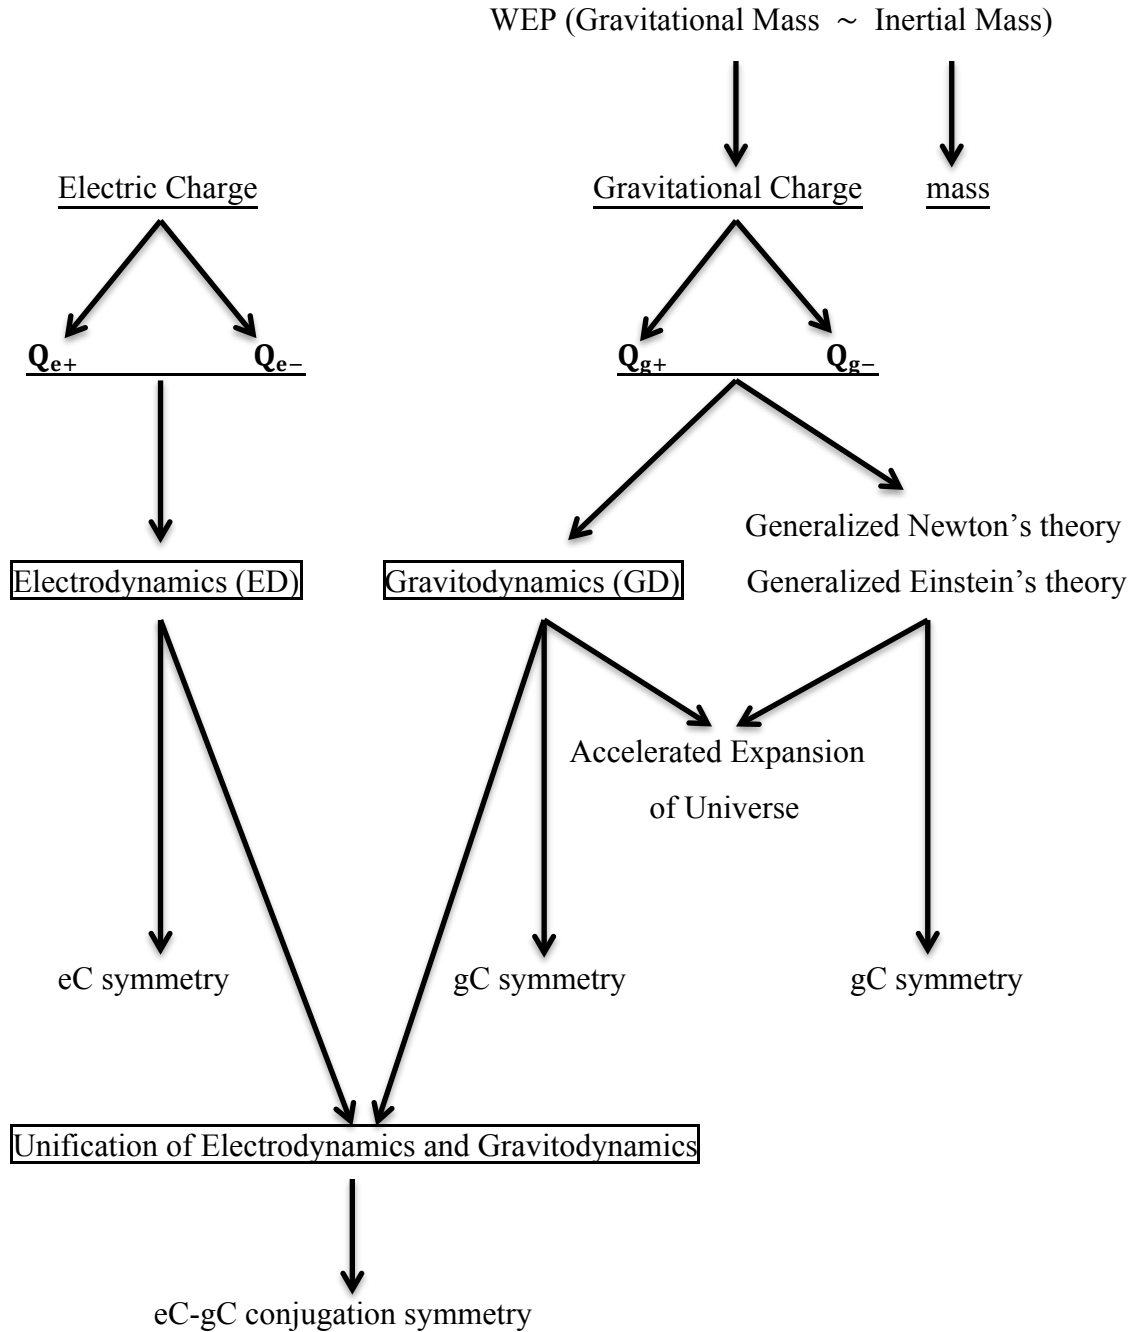 WEP (Gravitational Mass ~ Inertial Mass)
Electric Charge
Gravitational Charge
mass
Qe+
Qe−
Qg+
Qg−
Generalized Newton’s theory
Electrodynamics (ED)
Gravitodynamics (GD)
Generalized Einstein’s theory
Accelerated Expansion
of Universe
eC symmetry
gC symmetry
gC symmetry
Unification of Electrodynamics and Gravitodynamics
eC-gC conjugation symmetry